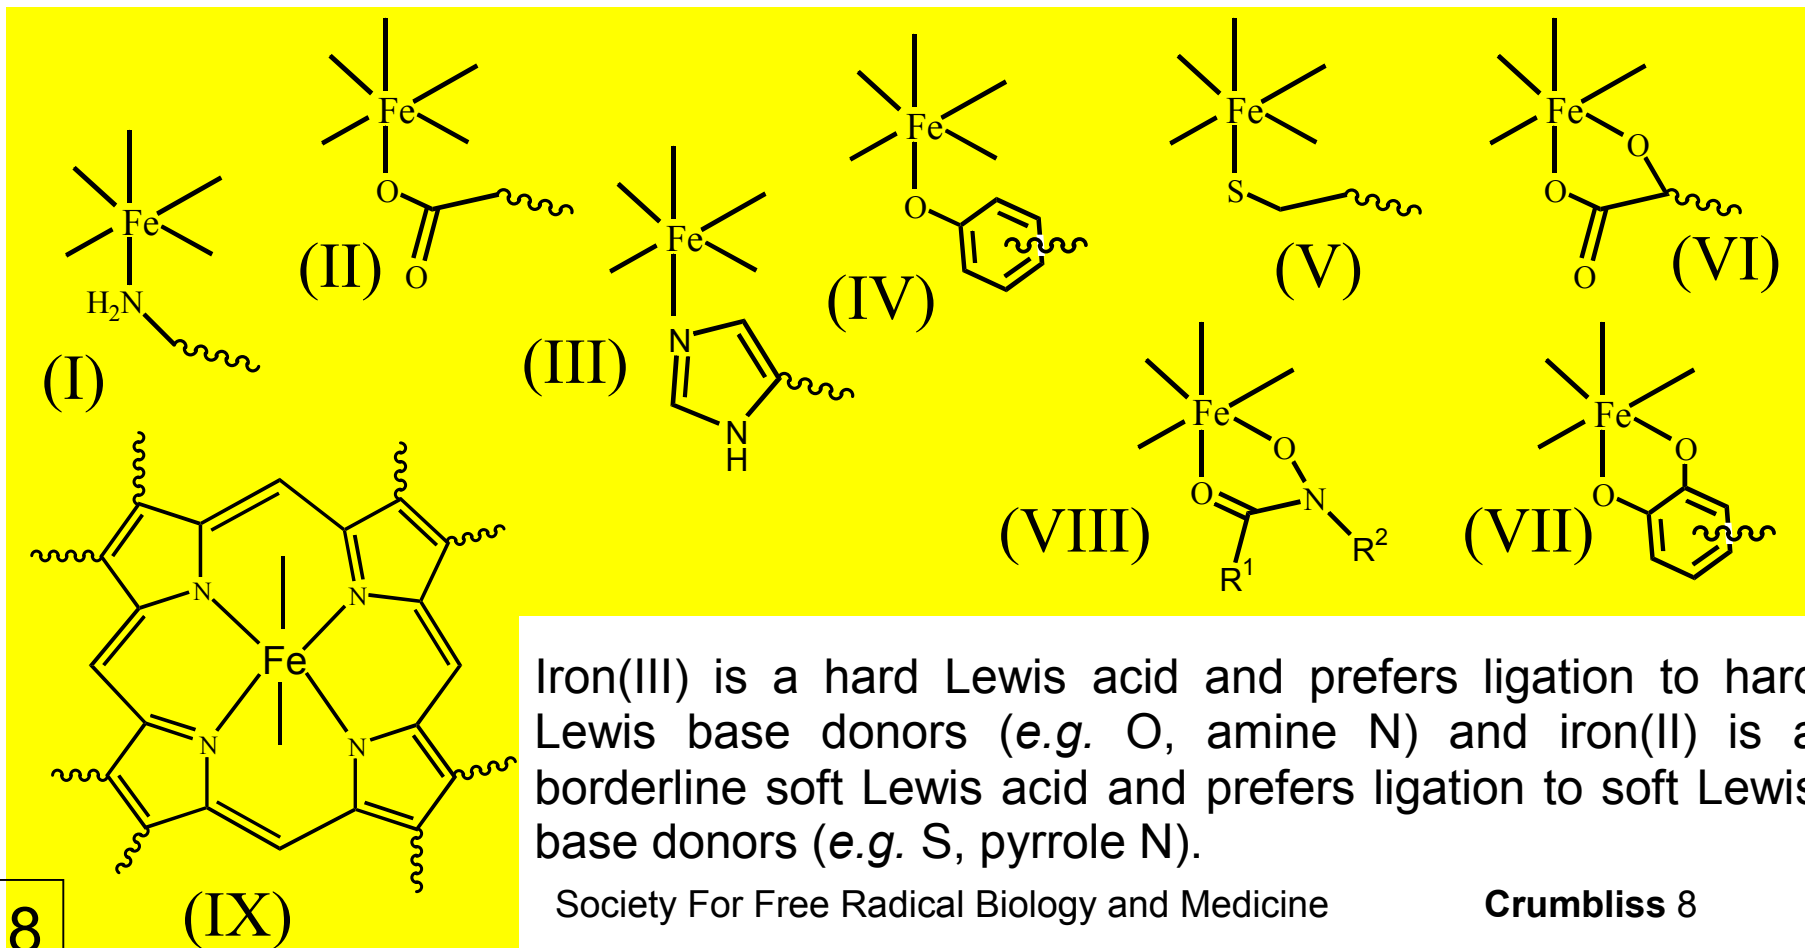 Fe
H₂N
(I)
Fe
O
O
(II)
Fe
N
N
H
(III)
Fe
O
(IV)
Fe
S
(V)
Fe
O
O
O
(VI)
Fe
O
O
N
R¹
R²
(VIII)
Fe
O
O
(VII)
N
N
Fe
N
N
(IX)
Iron(III) is a hard Lewis acid and prefers ligation to hard
Lewis base donors (e.g. O, amine N) and iron(II) is a
borderline soft Lewis acid and prefers ligation to soft Lewis
base donors (e.g. S, pyrrole N).
Society For Free Radical Biology and Medicine
Crumbliss 8
8